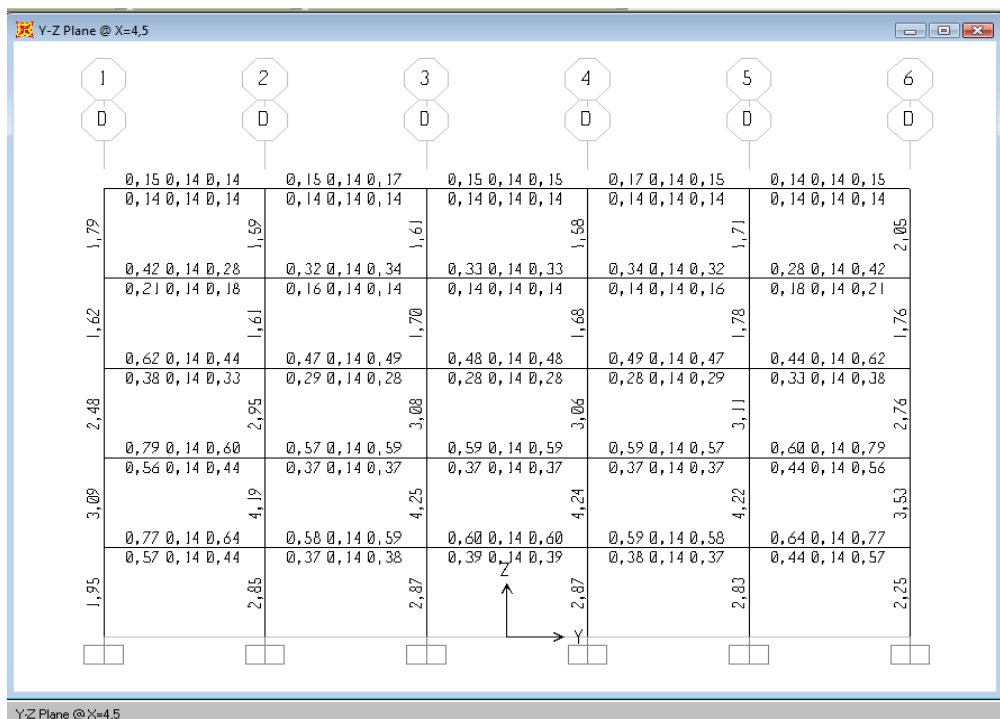 Y-Z Plane @ X=4,5
1 2 3 4 5 6
D D D D D D
0,15 0,14 0,14 0,15 0,14 0,17 0,15 0,14 0,15 0,17 0,14 0,15 0,14 0,14 0,15
0,14 0,14 0,14 0,14 0,14 0,14 0,14 0,14 0,14 0,14 0,14 0,14 0,14 0,14 0,14
1,79 1,59 1,61 1,58 1,71 2,05
0,42 0,14 0,28 0,32 0,14 0,34 0,33 0,14 0,33 0,34 0,14 0,32 0,28 0,14 0,42
0,21 0,14 0,18 0,16 0,14 0,14 0,14 0,14 0,14 0,14 0,14 0,16 0,18 0,14 0,21
1,62 1,61 1,70 1,68 1,78 1,76
0,62 0,14 0,44 0,47 0,14 0,49 0,48 0,14 0,48 0,49 0,14 0,47 0,44 0,14 0,62
0,38 0,14 0,33 0,29 0,14 0,28 0,28 0,14 0,28 0,28 0,14 0,29 0,33 0,14 0,38
2,48 2,95 3,08 3,06 3,11 2,76
0,79 0,14 0,60 0,57 0,14 0,59 0,59 0,14 0,59 0,59 0,14 0,57 0,60 0,14 0,79
0,56 0,14 0,44 0,37 0,14 0,37 0,37 0,14 0,37 0,37 0,14 0,37 0,44 0,14 0,56
3,09 4,19 4,25 4,24 4,22 3,53
0,77 0,14 0,64 0,58 0,14 0,59 0,60 0,14 0,60 0,59 0,14 0,58 0,64 0,14 0,77
0,57 0,14 0,44 0,37 0,14 0,38 0,39 0,14 0,39 0,38 0,14 0,37 0,44 0,14 0,57
Z
1,95 2,85 2,87 2,87 2,83 2,25
Y
Y-Z Plane @ X=4,5